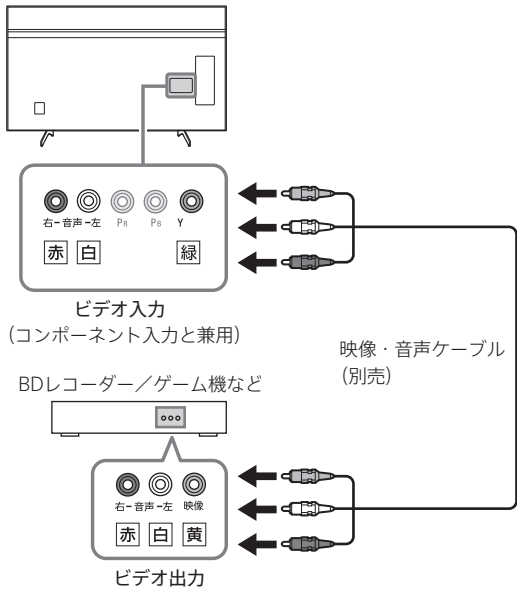 右-音声-左 PR PB Y
赤 白 緑
ビデオ入力
(コンポーネント入力と兼用)
映像・音声ケーブル
(別売)
BDレコーダー／ゲーム機など
右-音声-左 映像
赤 白 黄
ビデオ出力